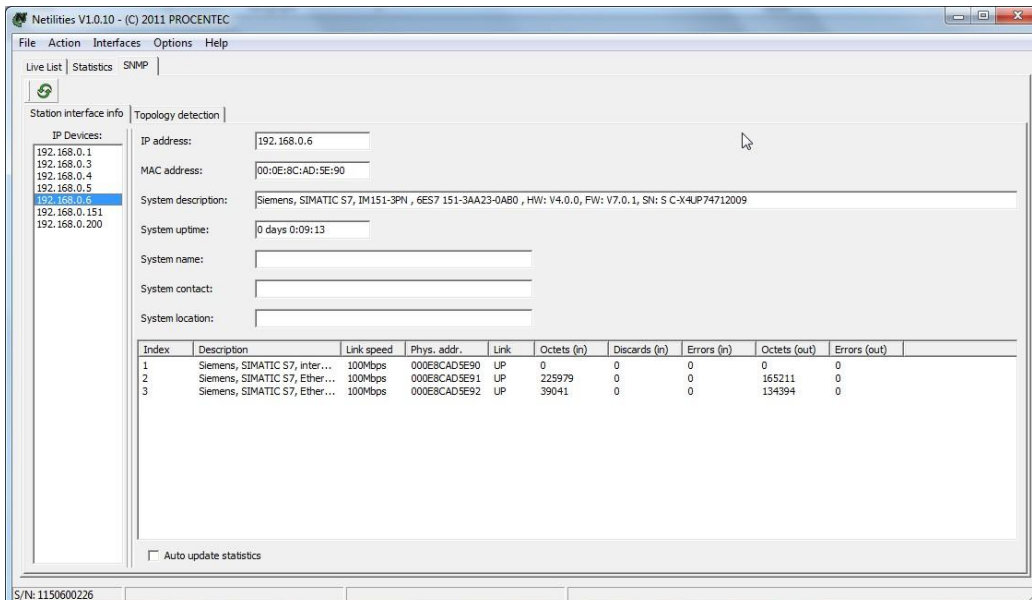 Netilities V1.0.10 - (C) 2011 PROCENTEC
File Action Interfaces Options Help
Live List Statistics SNMP
Station interface info Topology detection
IP Devices:
192.168.0.1
192.168.0.3
192.168.0.4
192.168.0.5
192.168.0.6
192.168.0.151
192.168.0.200
IP address: 192.168.0.6
MAC address: 00:0E:8C:AD:5E:90
System description: Siemens, SIMATIC S7, IM151-3PN , 6ES7 151-3AA23-0AB0 , HW: V4.0.0, FW: V7.0.1, SN: S C-X4UP74712009
System uptime: 0 days 0:09:13
System name:
System contact:
System location:
Index Description Link speed Phys. addr. Link Octets (in) Discards (in) Errors (in) Octets (out) Errors (out)
1 Siemens, SIMATIC S7, inter... 100Mbps 000E8CAD5E90 UP 0 0 0 0 0
2 Siemens, SIMATIC S7, Ether... 100Mbps 000E8CAD5E91 UP 225979 0 0 165211 0
3 Siemens, SIMATIC S7, Ether... 100Mbps 000E8CAD5E92 UP 39041 0 0 134394 0
Auto update statistics
S/N: 1150600226